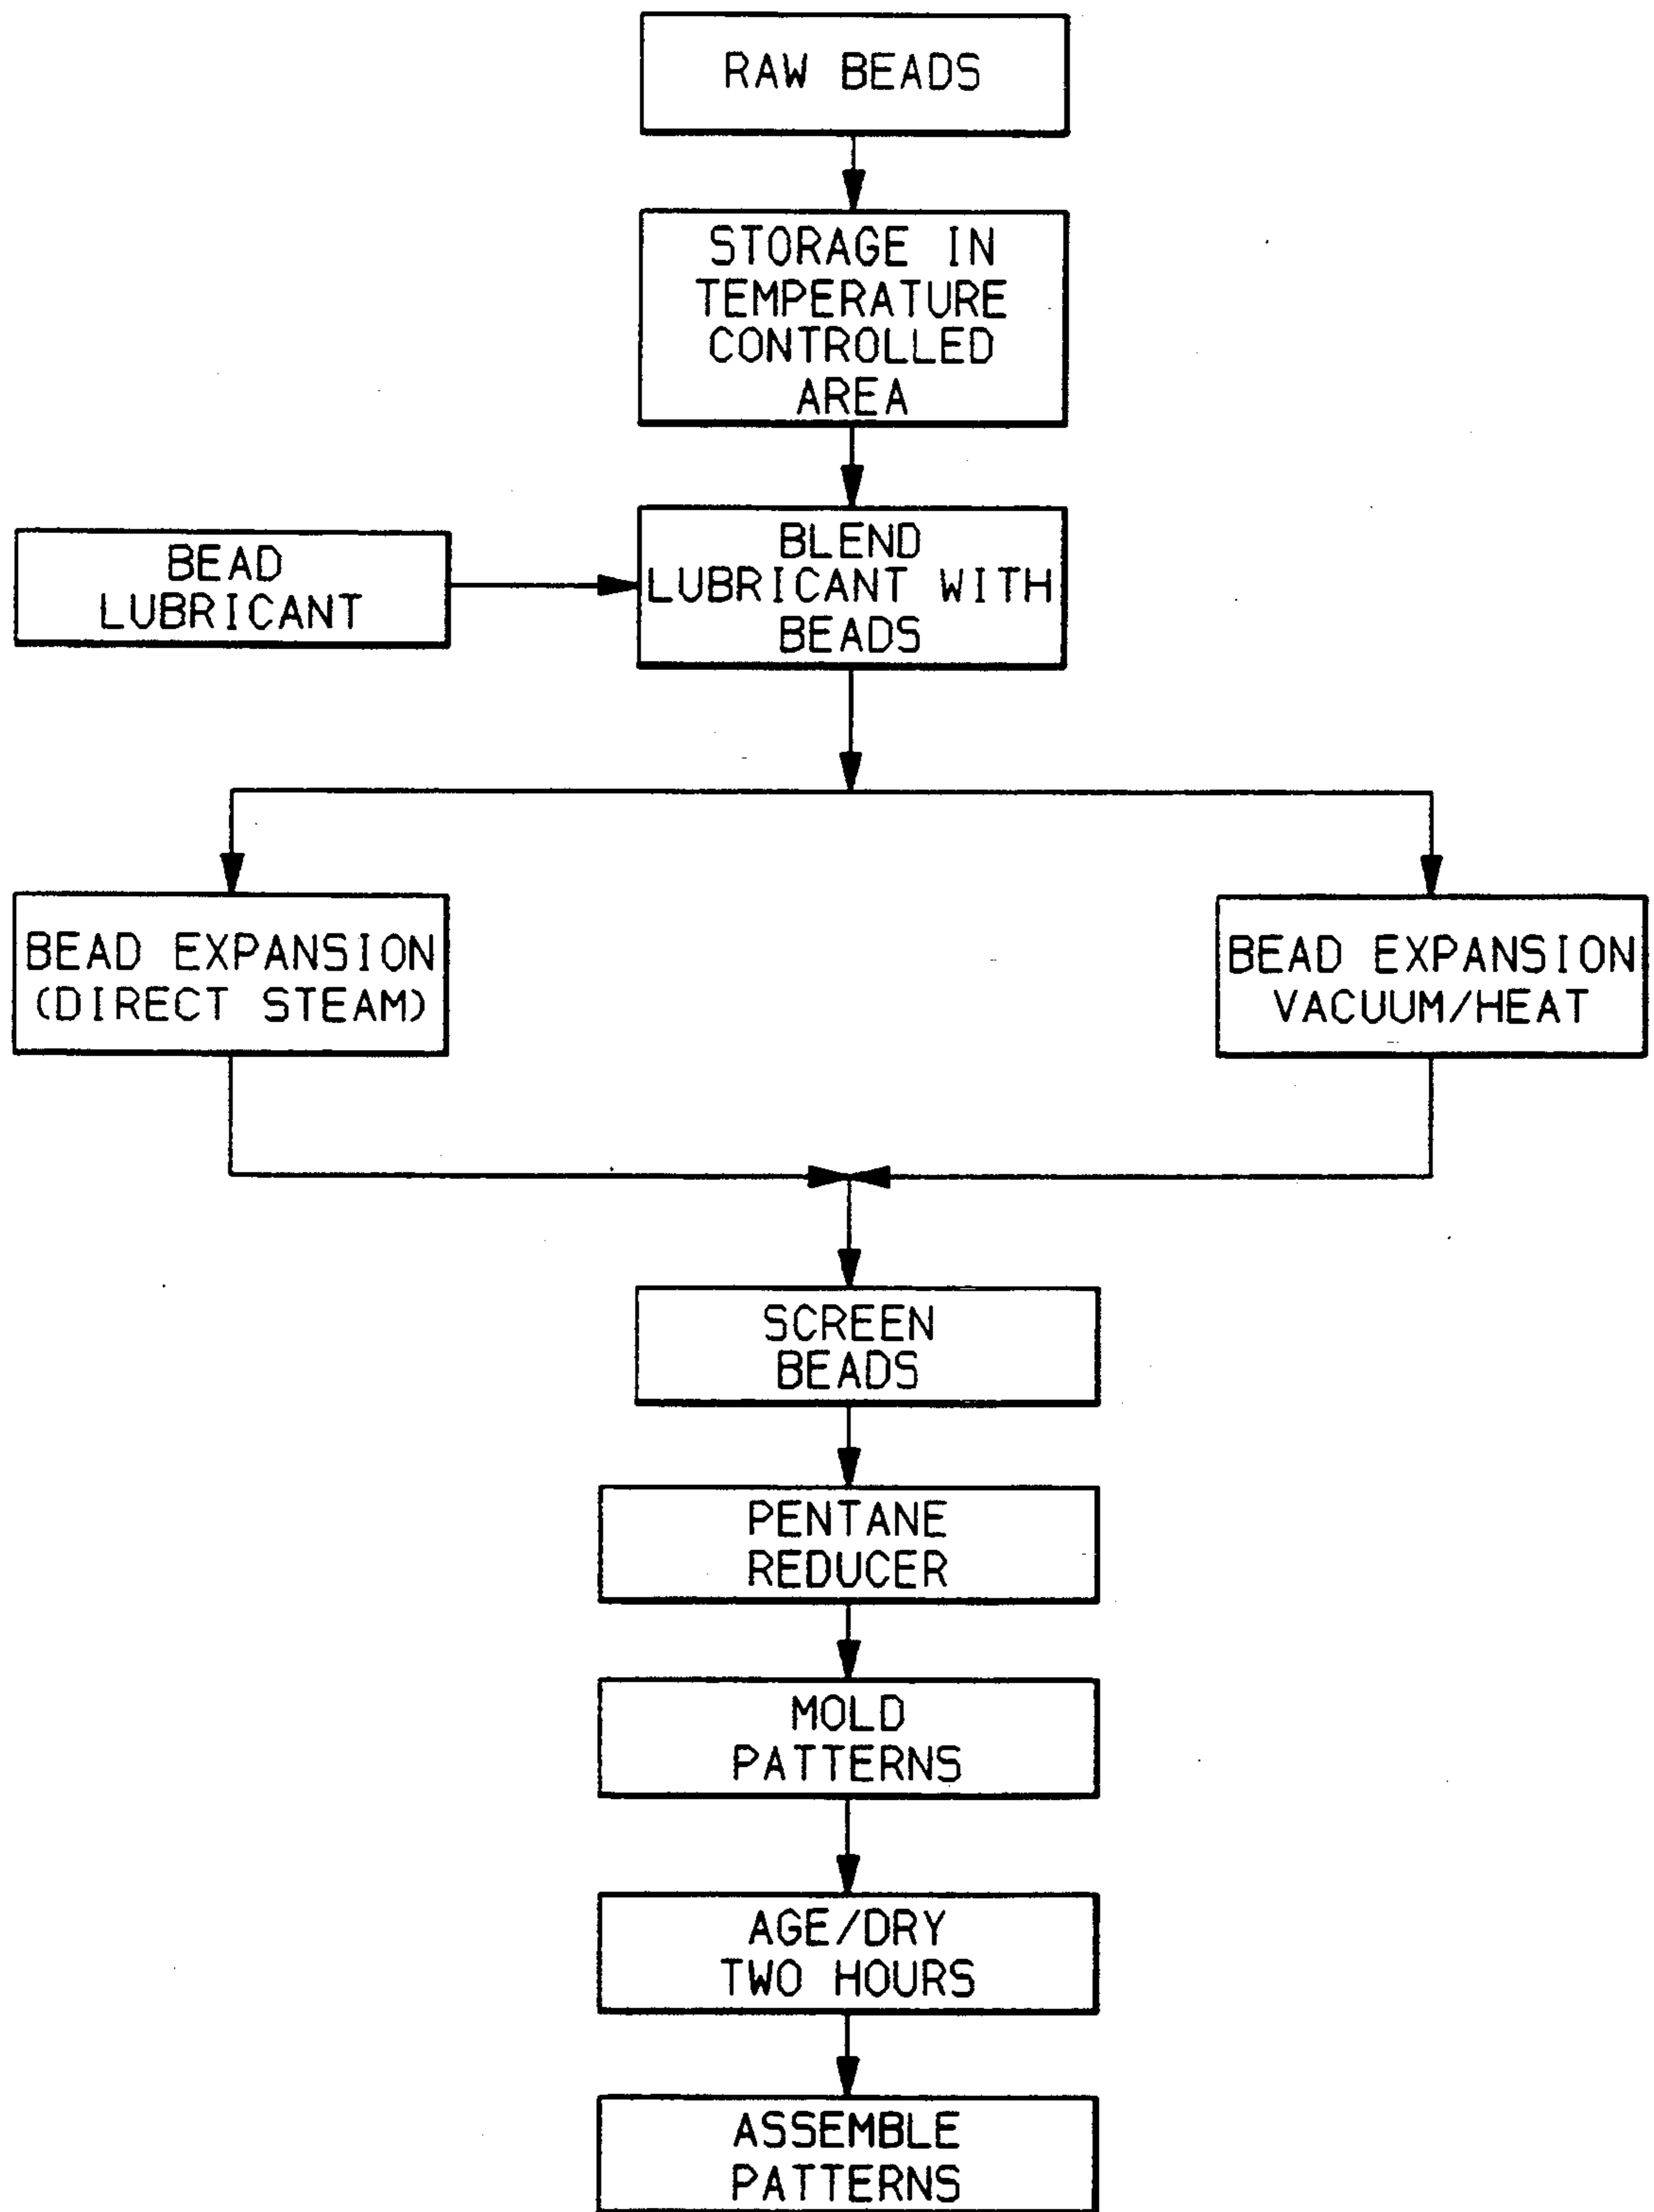 RAW BEADS
STORAGE IN
TEMPERATURE
CONTROLLED
AREA
BEAD
LUBRICANT
BLEND
LUBRICANT WITH
BEADS
BEAD EXPANSION
(DIRECT STEAM)
BEAD EXPANSION
VACUUM/HEAT
SCREEN
BEADS
PENTANE
REDUCER
MOLD
PATTERNS
AGE/DRY
TWO HOURS
ASSEMBLE
PATTERNS